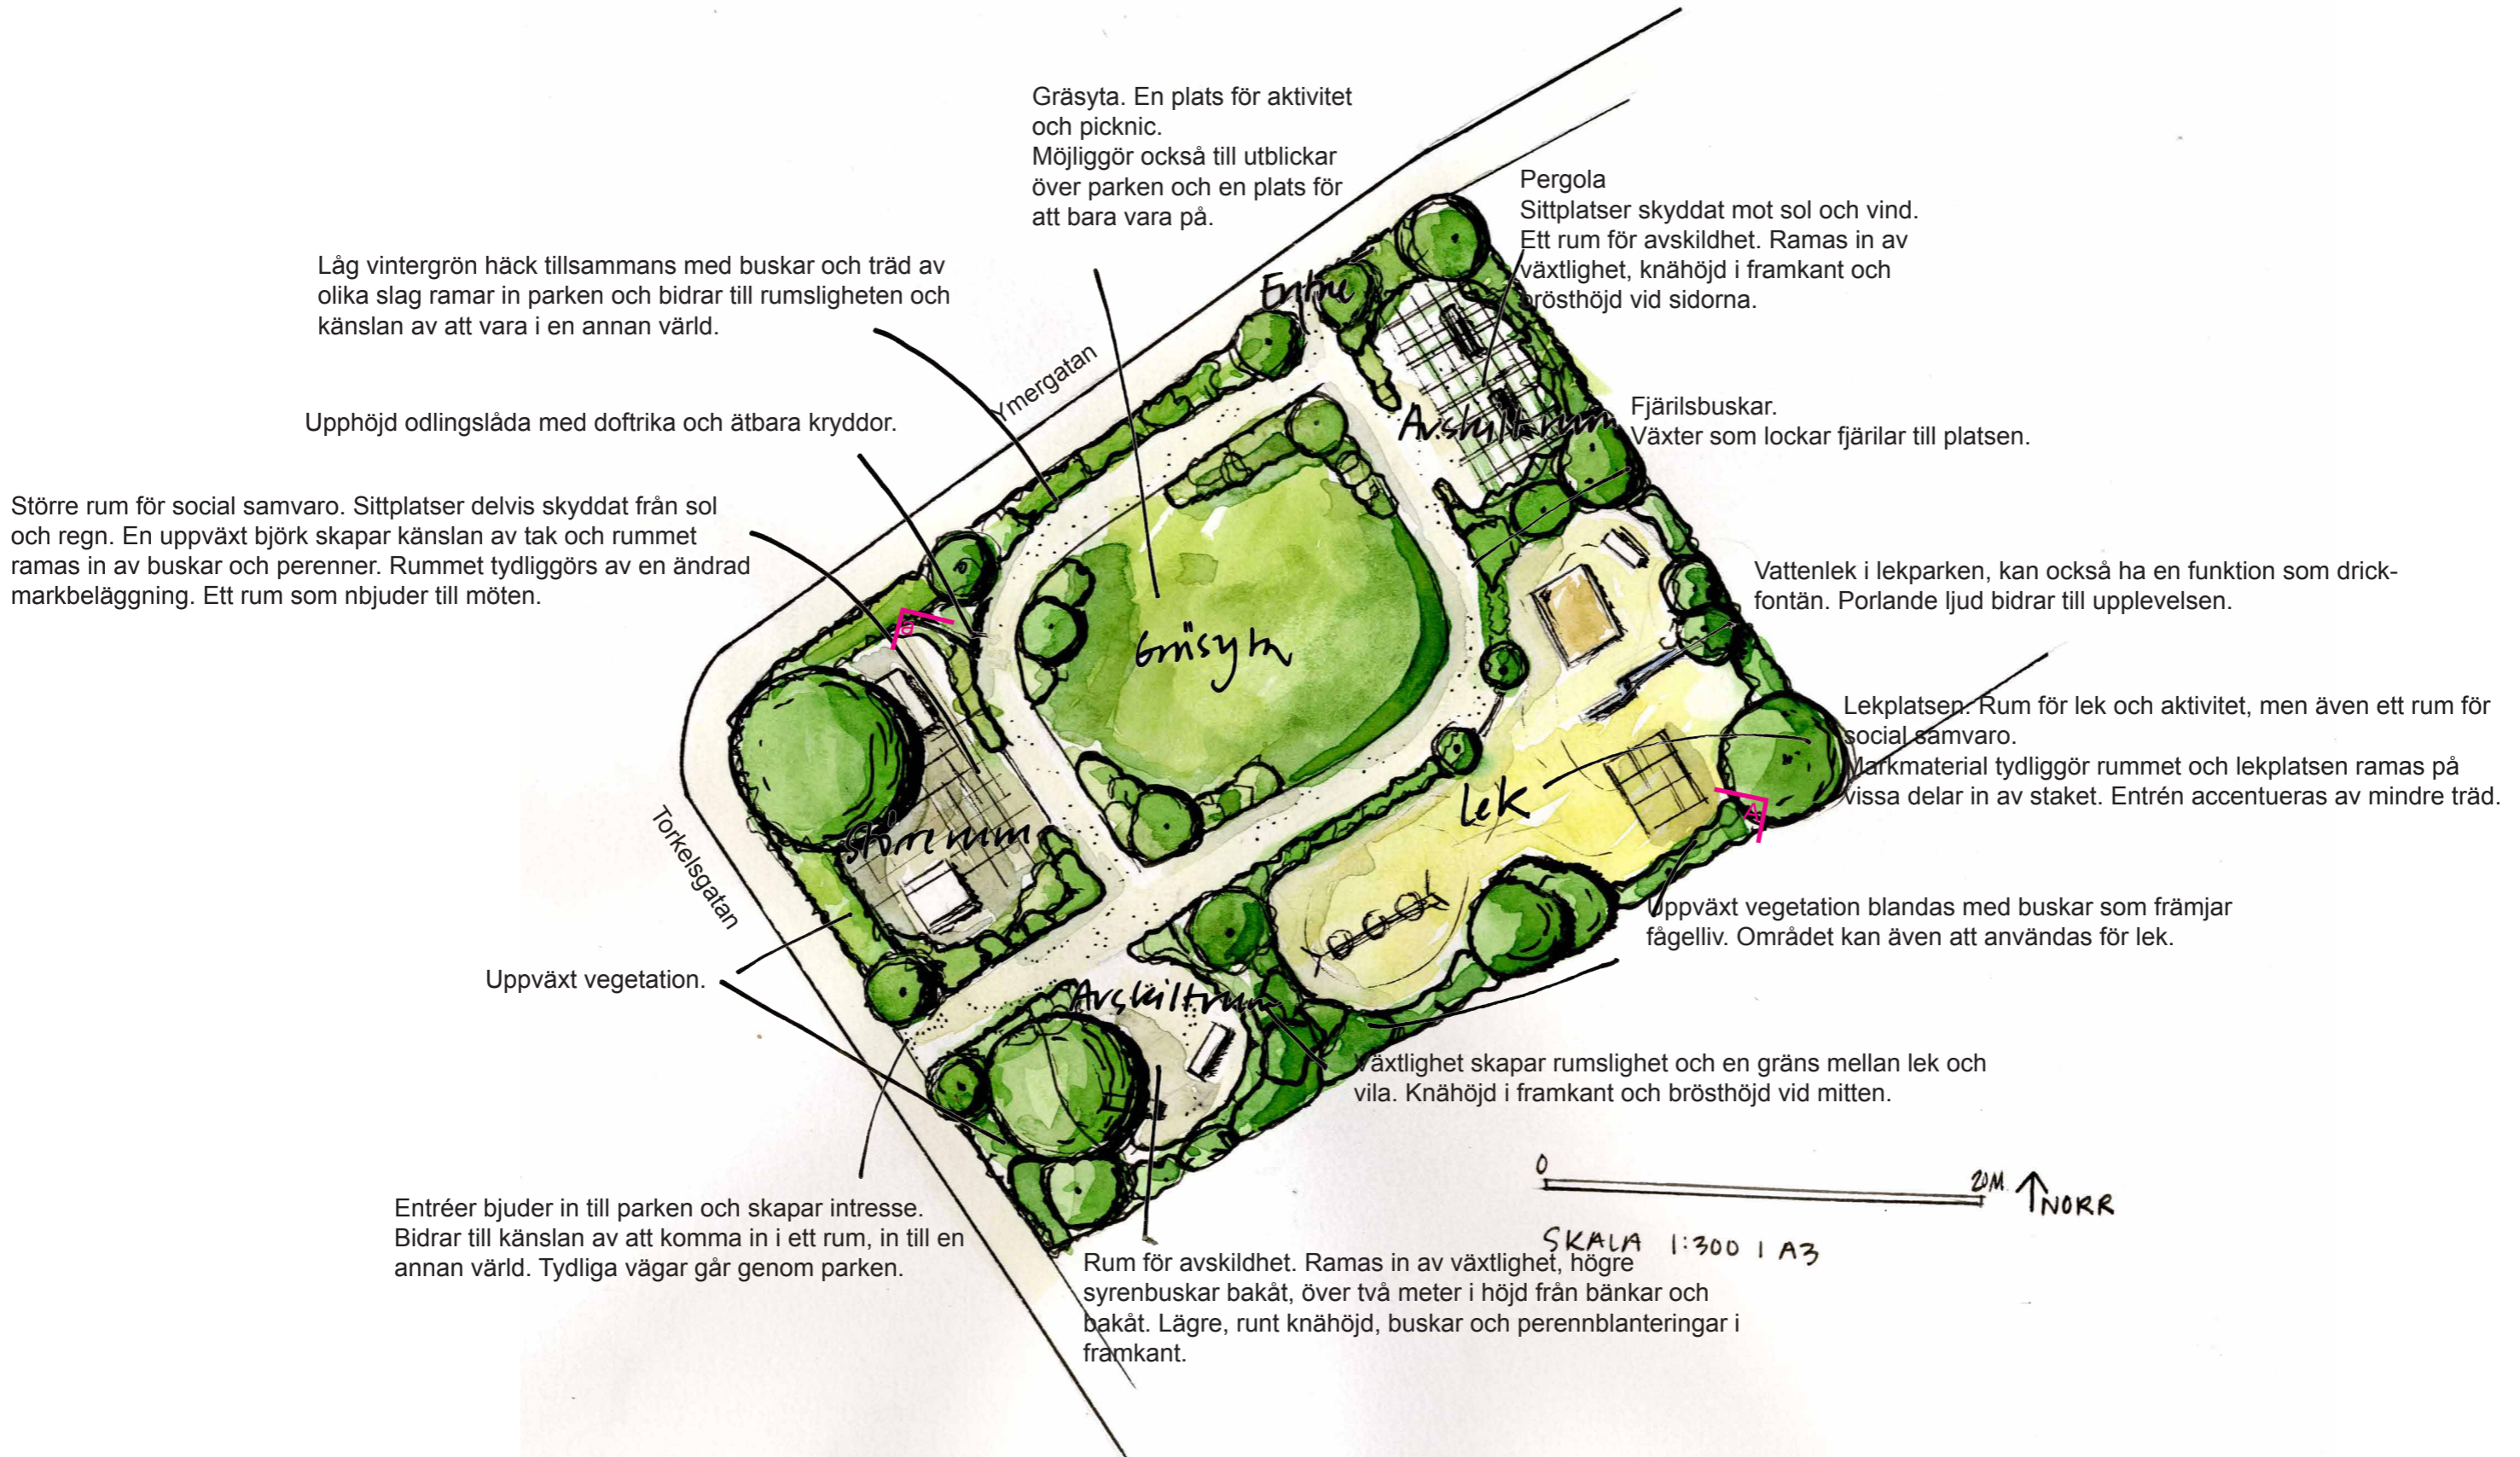 Gräsyta. En plats för aktivitet
och picknic.
Möjliggör också till utblickar
över parken och en plats för
att bara vara på.
Pergola
Sittplatser skyddat mot sol och vind.
Ett rum för avskildhet. Ramas in av
växtlighet, knähöjd i framkant och
brösthöjd vid sidorna.
Låg vintergrön häck tillsammans med buskar och träd av
olika slag ramar in parken och bidrar till rumsligheten och
känslan av att vara i en annan värld.
Entre
Ymergatan
Upphöjd odlingslåda med doftrika och ätbara kryddor.
Avskiltrum
Fjärilsbuskar.
Växter som lockar fjärilar till platsen.
Större rum för social samvaro. Sittplatser delvis skyddat från sol
och regn. En uppväxt björk skapar känslan av tak och rummet
ramas in av buskar och perenner. Rummet tydliggörs av en ändrad
markbeläggning. Ett rum som nbjuder till möten.
Vattenlek i lekparken, kan också ha en funktion som drick-
fontän. Porlande ljud bidrar till upplevelsen.
a
Gräsyta
Lekplatsen. Rum för lek och aktivitet, men även ett rum för
social samvaro.
Markmaterial tydliggör rummet och lekplatsen ramas på
vissa delar in av staket. Entrén accentueras av mindre träd.
Lek
A
Torkelsgatan
Större rum
Uppväxt vegetation blandas med buskar som främjar
fågelliv. Området kan även att användas för lek.
Uppväxt vegetation.
Avskiltrum
Växtlighet skapar rumslighet och en gräns mellan lek och
vila. Knähöjd i framkant och brösthöjd vid mitten.
Entréer bjuder in till parken och skapar intresse.
Bidrar till känslan av att komma in i ett rum, in till en
annan värld. Tydliga vägar går genom parken.
0 20M. NORR
SKALA 1:300 I A3
Rum för avskildhet. Ramas in av växtlighet, högre
syrenbuskar bakåt, över två meter i höjd från bänkar och
bakåt. Lägre, runt knähöjd, buskar och perennblanteringar i
framkant.